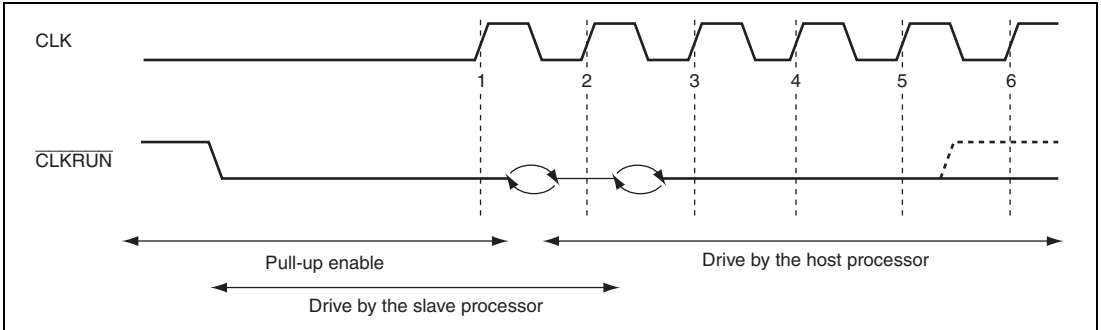 CLK
1 2 3 4 5 6
CLKRUN
Pull-up enable
Drive by the host processor
Drive by the slave processor